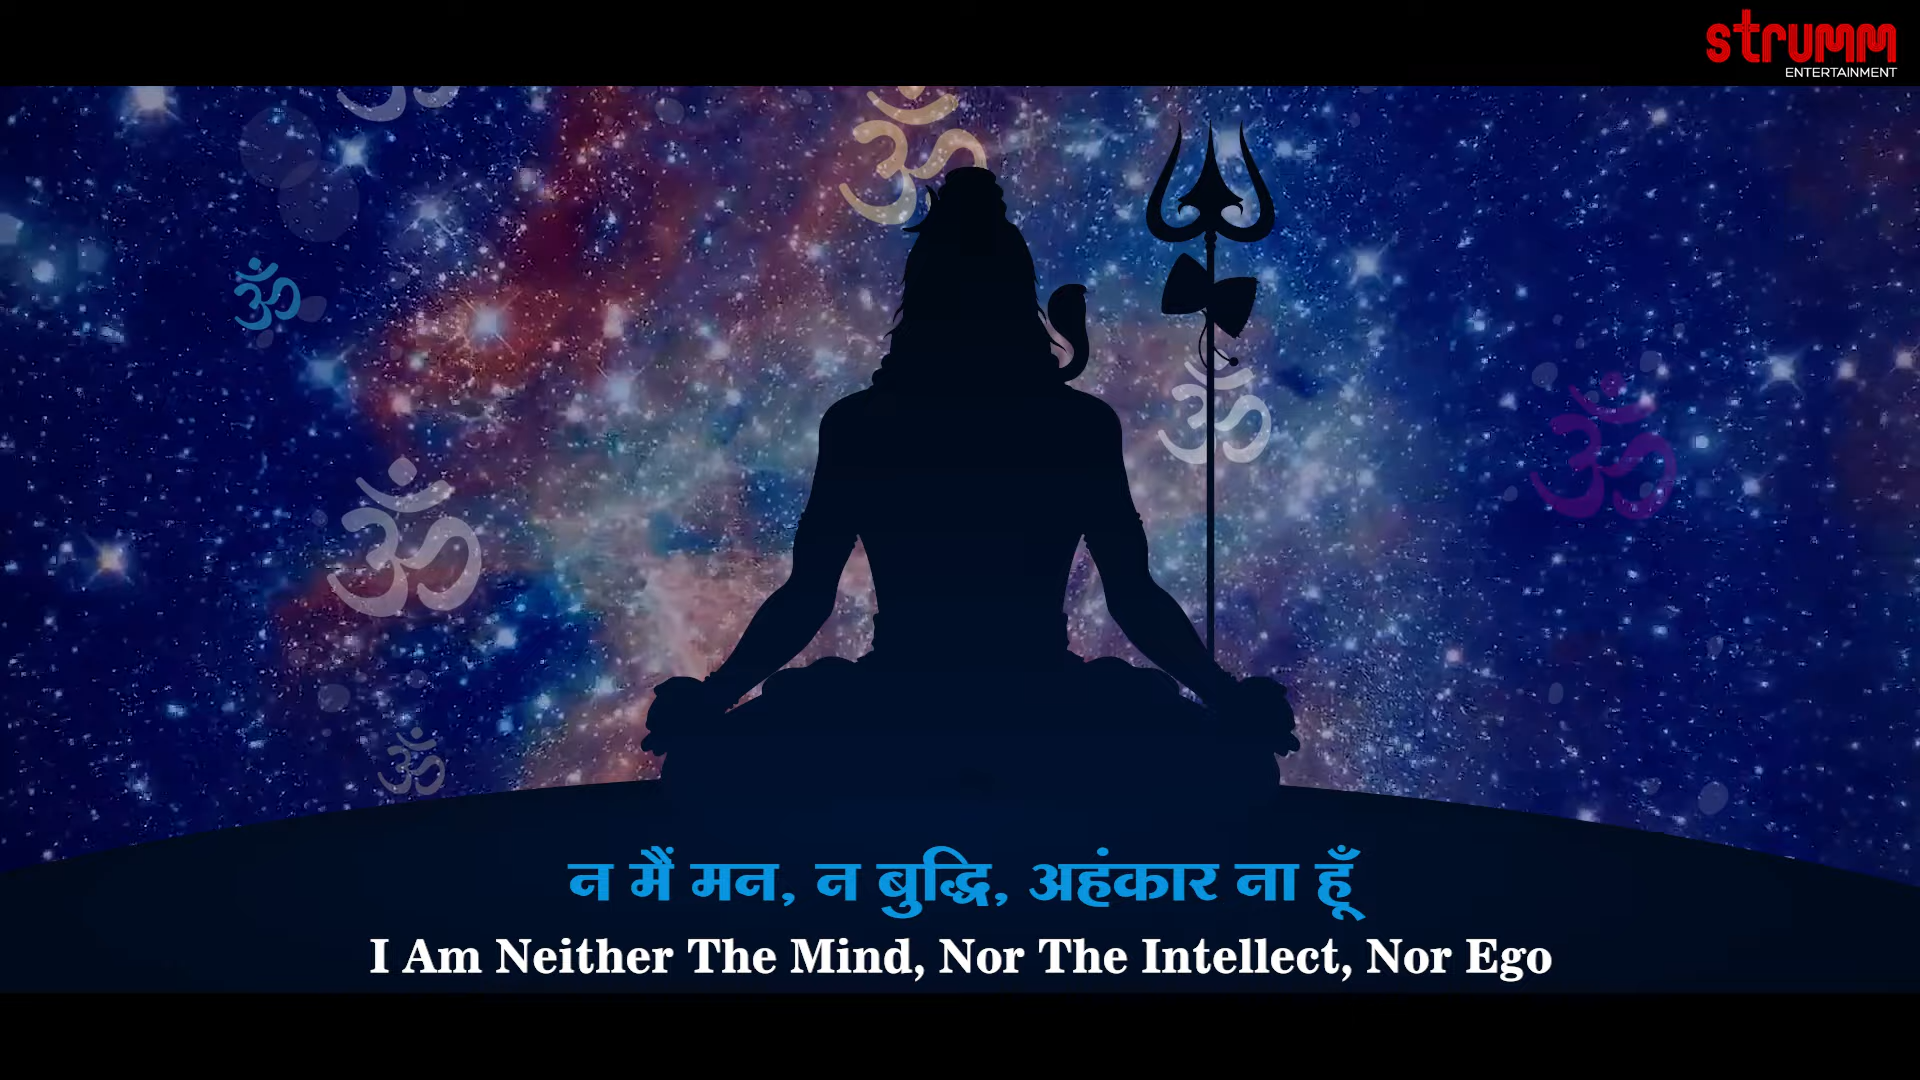 strumm
ENTERTAINMENT
ॐ
ॐ
ॐ
ॐ
ॐ
ॐ
ॐ
न मैं मन, न बुद्धि, अहंकार ना हूँ
I Am Neither The Mind, Nor The Intellect, Nor Ego